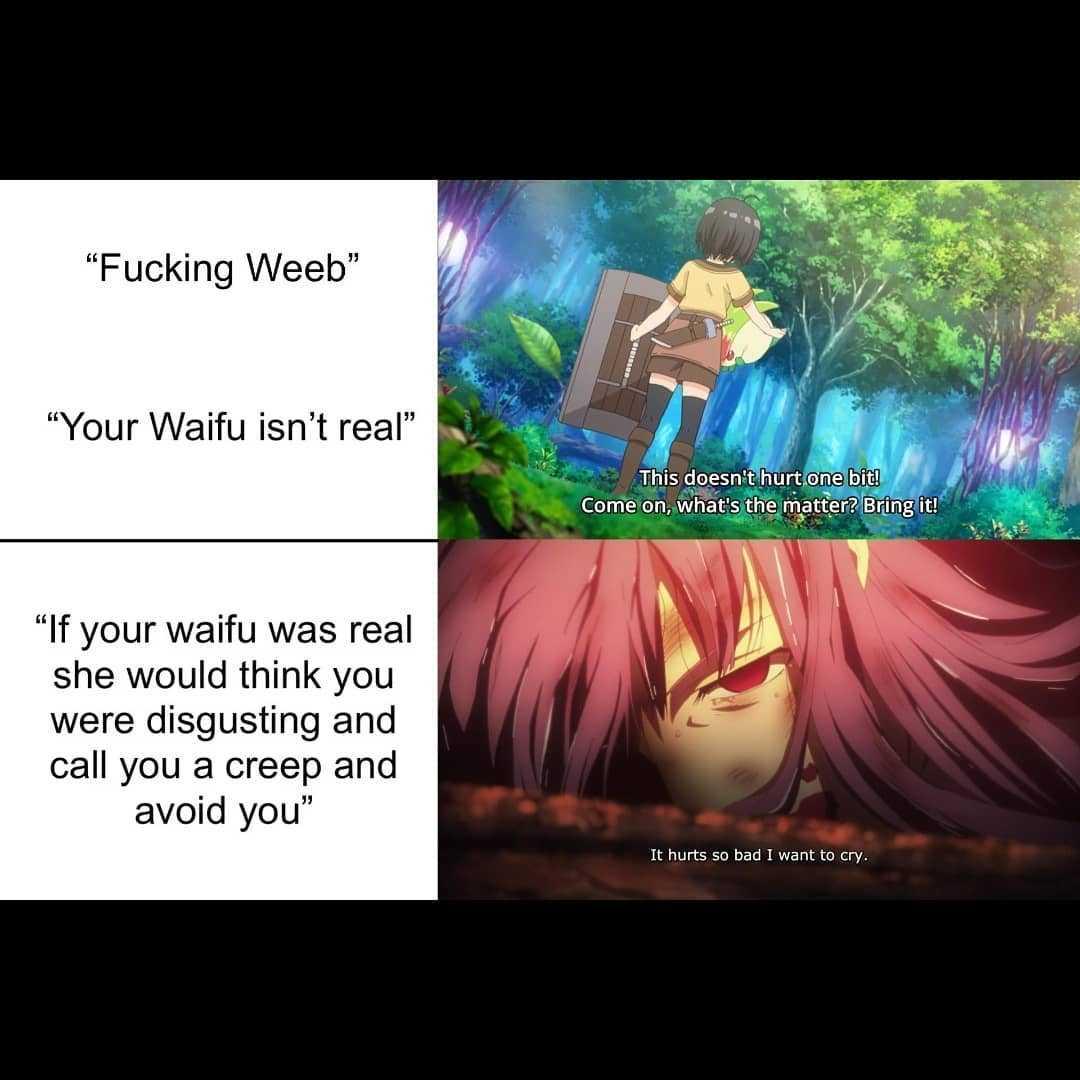 “Fucking Weeb”
“Your Waifu isn’t real”
This doesn't hurt one bit!
Come on, what's the matter? Bring it!
“If your waifu was real
she would think you
were disgusting and
call you a creep and
avoid you”
It hurts so bad I want to cry.